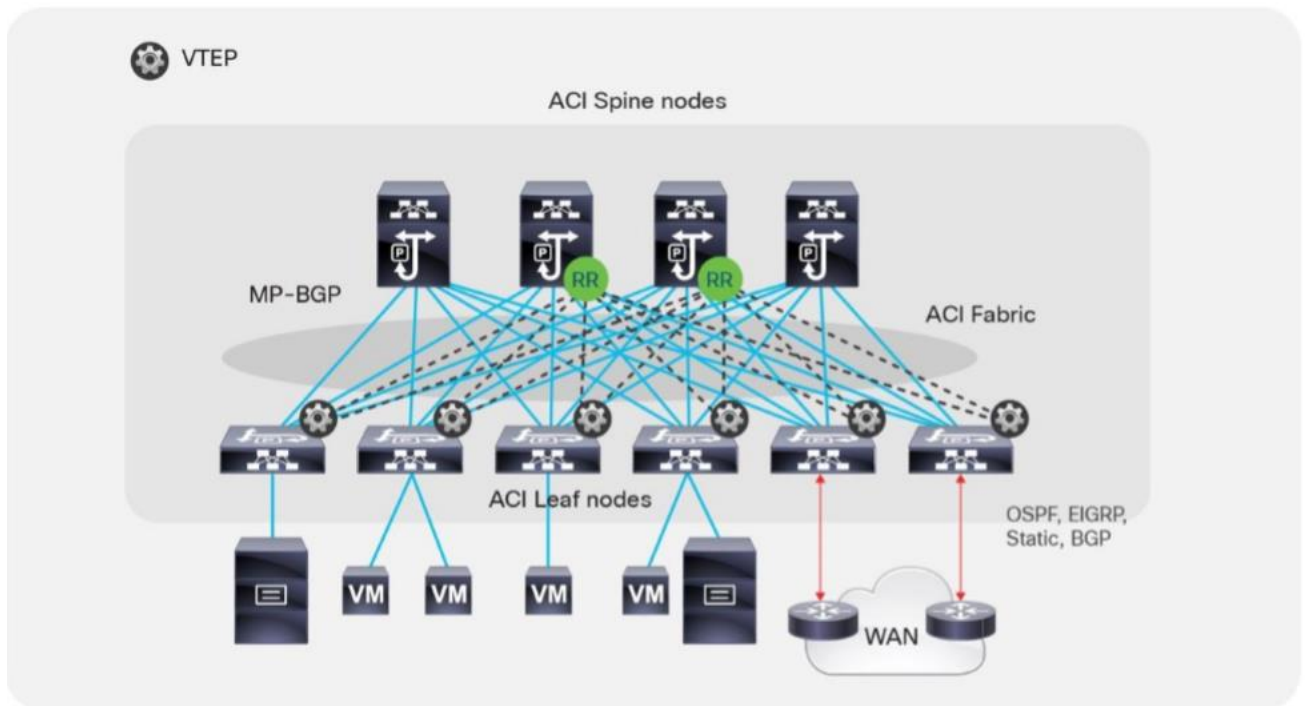 VTEP
ACI Spine nodes
P
P
P
P
RR
RR
MP-BGP
ACI Fabric
ACI Leaf nodes
OSPF, EIGRP,
Static, BGP
VM
VM
VM
VM
WAN